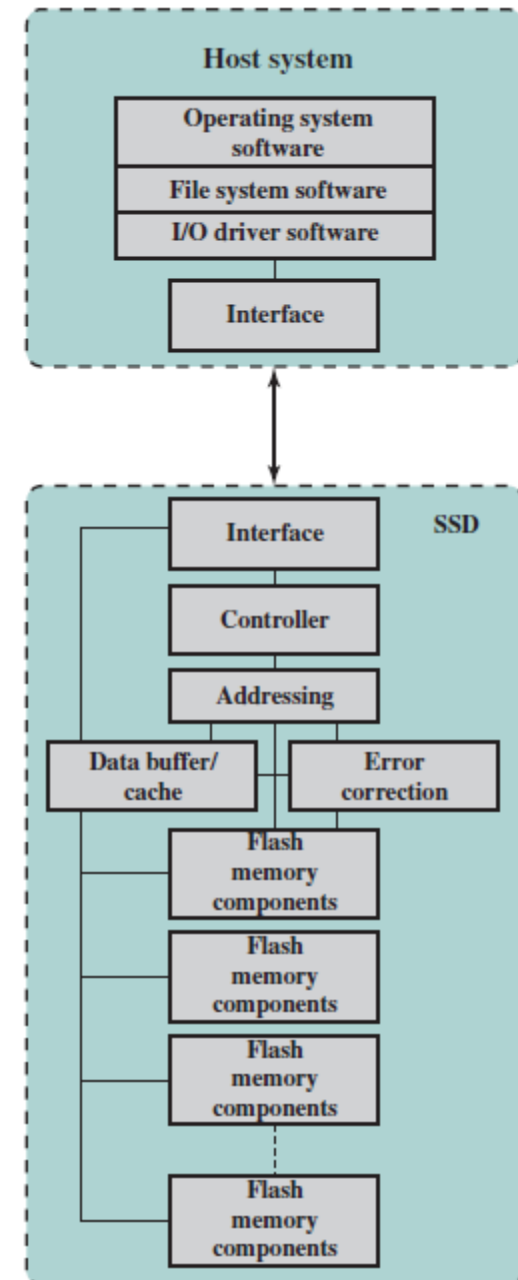 Host system
Operating system
software
File system software
I/O driver software
Interface
SSD
Interface
Controller
Addressing
Data buffer/
cache
Error
correction
Flash
memory
components
Flash
memory
components
Flash
memory
components
Flash
memory
components